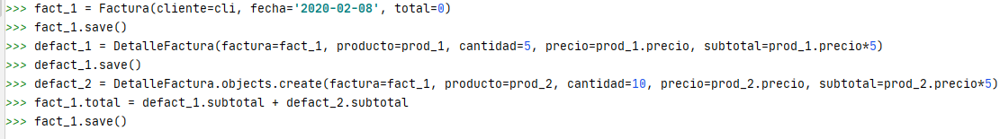 >>> fact_1 = Factura(cliente=cli, fecha='2020-02-08', total=0)
>>> fact_1.save()
>>> defact_1 = DetalleFactura(factura=fact_1, producto=prod_1, cantidad=5, precio=prod_1.precio, subtotal=prod_1.precio*5)
>>> defact_1.save()
>>> defact_2 = DetalleFactura.objects.create(factura=fact_1, producto=prod_2, cantidad=10, precio=prod_2.precio, subtotal=prod_2.precio*5)
>>> fact_1.total = defact_1.subtotal + defact_2.subtotal
>>> fact_1.save()